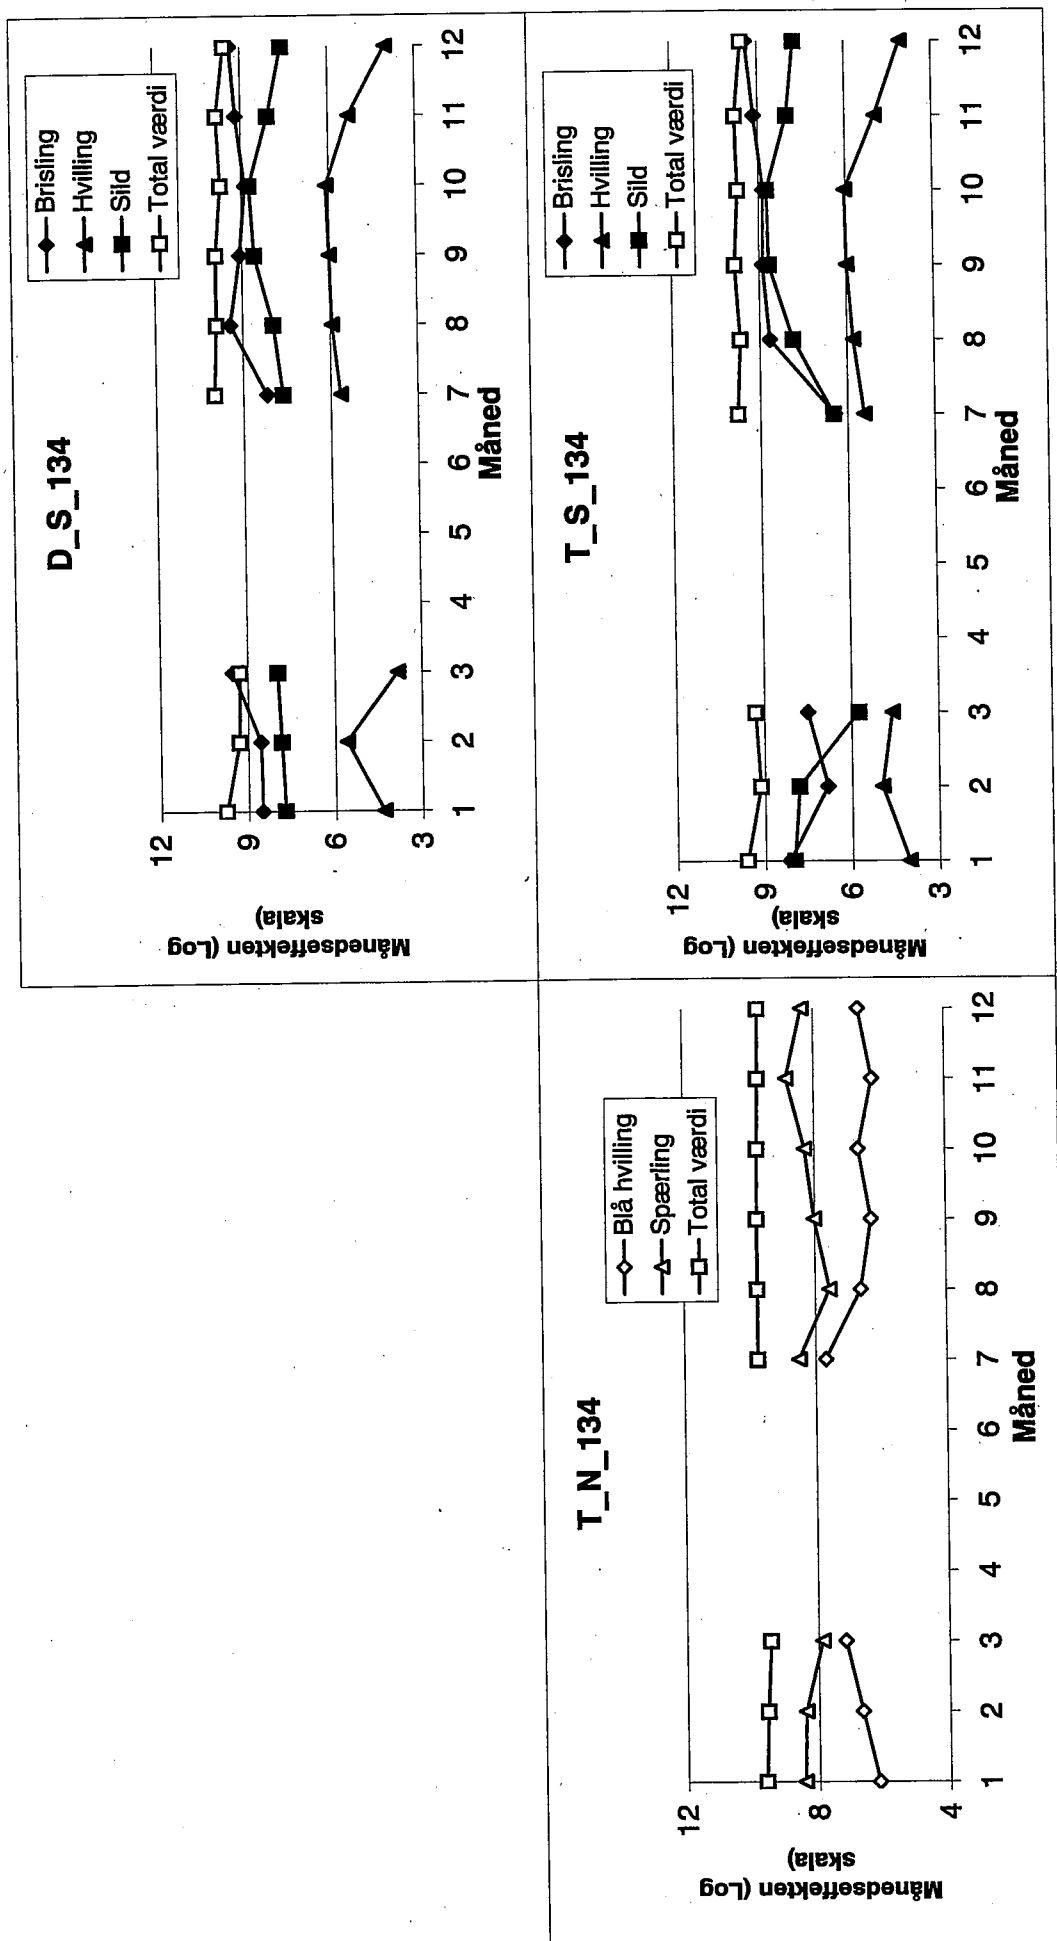 D_S_134
Månedseffekten (Log
skala)
12
9
6
3
1 2 3 4 5 6 7 8 9 10 11 12
Måned
Brisling
Hvilling
Sild
Total værdi
T_N_134
Månedseffekten (Log
skala)
12
8
4
1 2 3 4 5 6 7 8 9 10 11 12
Måned
Blå hvilling
Spærling
Total værdi
T_S_134
Månedseffekten (Log
skala)
12
9
6
3
1 2 3 4 5 6 7 8 9 10 11 12
Måned
Brisling
Hvilling
Sild
Total værdi